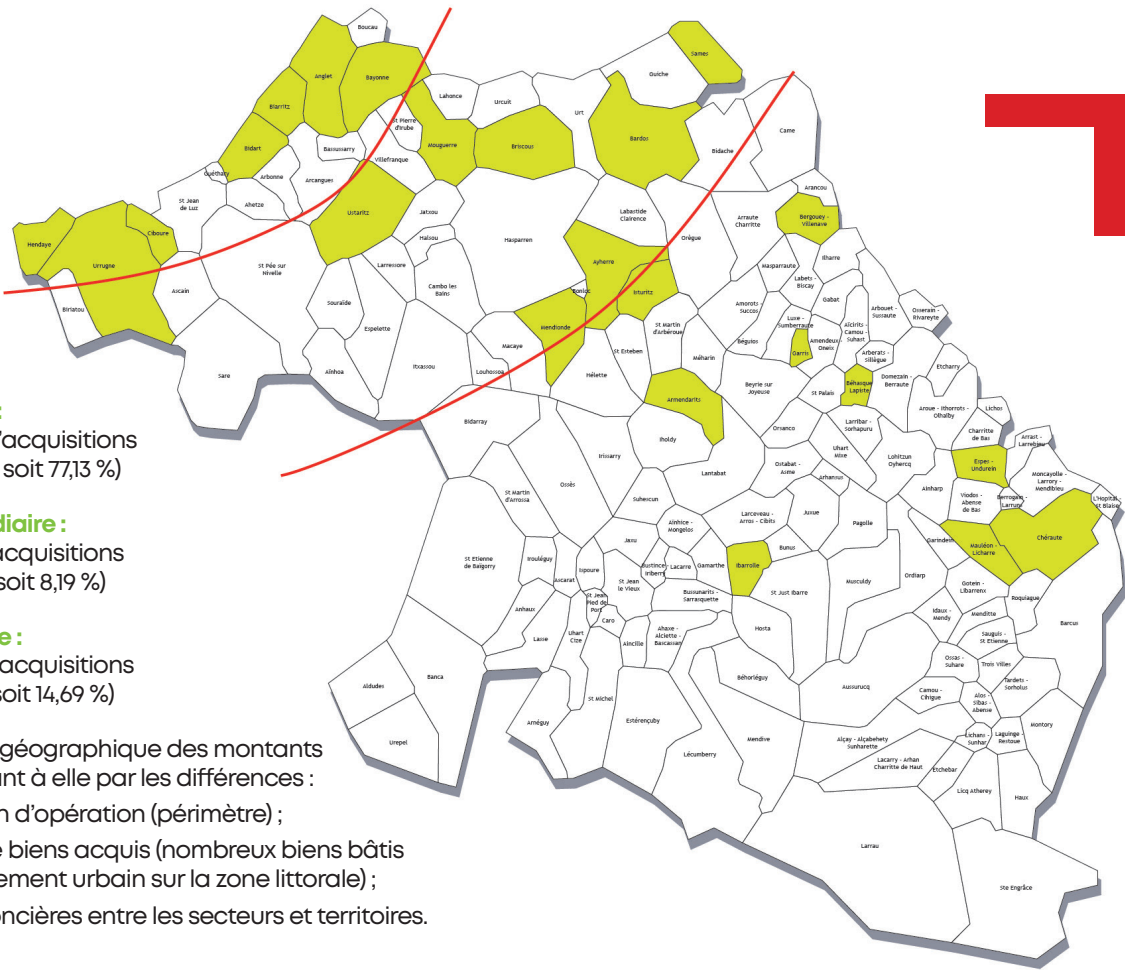 :
'acquisitions
soit 77,13 %)
diaire :
acquisitions
soit 8,19 %)
e :
acquisitions
soit 14,69 %)
géographique des montants
ant à elle par les différences :
n d'opération (périmètre) ;
e biens acquis (nombreux biens bâtis
ement urbain sur la zone littorale) ;
oncières entre les secteurs et territoires.
Boucau
Anglet
Bayonne
Biarritz
Bidart
Guéthary
Bassussarry
Arbonne
Arcangues
Ahetze
St Jean
de Luz
Hendaye
Urrugne
Ciboure
Biriatou
Ascain
St Pée sur
Nivelle
Sare
Lahonce
Urcuit
Urt
Guiche
Sames
St Pierre
d'Irube
Mouguerre
Briscous
Bardos
Bidache
Came
Villefranque
Ustaritz
Jatxou
Halsou
Larressore
Cambo les
Bains
Souraïde
Espelette
Aïnhoa
Itxassou
Hasparren
Labastide
Clairence
Ayherre
Bonloc
Isturitz
Mendionde
Macaye
Louhossoa
Hélette
St Esteben
St Martin
d'Arbéroue
Méharin
Armendarits
Iholdy
Orègue
Arraute
Charritte
Arancou
Bergouey -
Villenave
Masparraute
Ilharre
Labets -
Biscay
Gabat
Amorots -
Succos
Luxe -
Sumberraute
Béguios
Garris
Amendeux -
Oneix
Aïcirits -
Camou -
Suhast
Arbouet -
Sussaute
Osserain -
Rivareyte
Arberats -
Sillègue
Etcharry
Beyrie sur
Joyeuse
St Palais
Béhasque
Lapiste
Domezain -
Berraute
Aroue - Ithorrots -
Olhaïby
Lichos
Charritte
de Bas
Arrast -
Larrebieu
Orsanco
Larribar -
Sorhapuru
Uhart
Mixe
Lohitzun
Oyhercq
Espes -
Undurein
Moncayolle -
Larrory -
Mendibieu
L'Hopital -
St Blaise
Ainharp
Viodos -
Abense
de Bas
Berrogain -
Larruns
Chéraute
Mauléon -
Licharre
Garindein
Bidarray
Irissarry
Ossès
Suhescun
Lantabat
Ostabat -
Asme
Arhansus
Juxue
Pagolle
Larceveau -
Arros - Cibits
Ainhice -
Mongelos
St Martin
d'Arrossa
Jaxu
Bunus
Ibarrolle
Musculdy
Ordiarp
Gotein -
Libarrenx
Roquiague
Idaux -
Mendy
Menditte
Barcus
St Etienne
de Baïgorry
Irouléguy
Ascarat
Ispoure
St Jean
le Vieux
Bustince -
Iriberry
Lacarre
Gamarthe
Bussunarits -
Sarrasquette
St Just Ibarre
Hosta
Anhaux
Lasse
St Jean
Pied de
Port
Uhart
Cize
Caro
Aincille
Ahaxe -
Alciette -
Bascassan
Sauguis -
St Etienne
Ossas -
Suhare
Trois Villes
Tardets -
Sorholus
Camou -
Cihigue
Alos -
Sibas -
Abense
Montory
Aldudes
Banca
Urepel
Arnéguy
St Michel
Estérençuby
Lécumberry
Béhorléguy
Mendive
Aussurucq
Alçay - Alçabehety
Sunharette
Lacarry - Arhan
Charritte de Haut
Lichans -
Sunhar
Laguinge -
Restoue
Etchebar
Licq Atherey
Haux
Larrau
Ste Engrâce